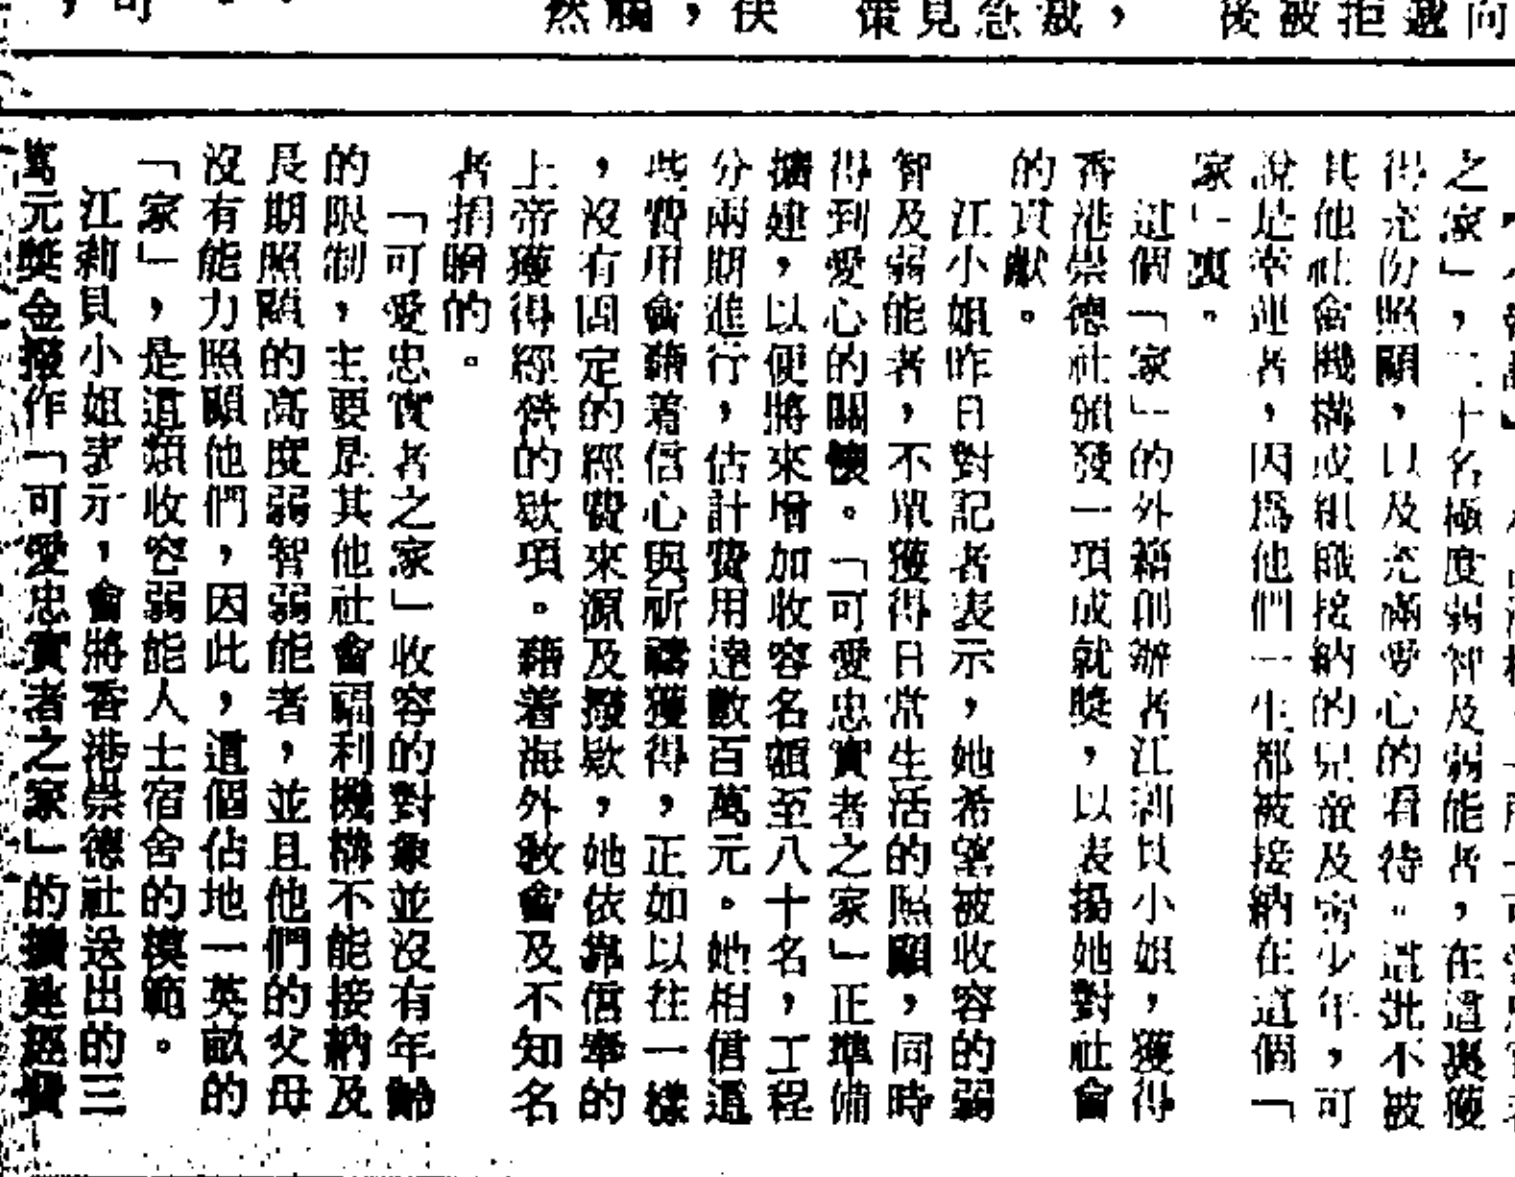 後被拒
策見急裁，
然，快
之家」，二十名極度弱智及弱能者，在這裏獲
得充份照顧，以及充滿愛心的看待。這批不被
其他社會機構或組織接納的兒童及靑少年，可
說是幸運者，因爲他們一生都被接納在這個「
家」裏。
這個「家」的外籍創辦者江莉貝小姐，獲得
香港崇德社頒發一項成就獎，以表揚她對社會
的貢獻。
江小姐昨日對記者表示，她希望被收容的弱
智及弱能者，不單獲得日常生活的照顧，同時
得到愛心的關懷。「可愛忠實者之家」正準備
擴建，以便將來增加收容名額至八十名，工程
分兩期進行，估計費用達數百萬元。她相信這
些費用會藉着信心與祈禱獲得，正如以往一樣
，沒有固定的經費來源及撥欵，她依靠信奉的
上帝獲得經營的欵項。藉着海外敎會及不知名
者捐贈的。
「可愛忠實者之家」收容的對象並沒有年齡
的限制，主要是其他社會福利機構不能接納及
長期照顧的高度弱智弱能者，並且他們的父母
沒有能力照顧他們，因此，這個佔地一英畝的
「家」，是這類收容弱能人士宿舍的模範。
江莉貝小姐表示，會將香港崇德社送出的三
萬元獎金撥作「可愛忠實者之家」的擴建經費